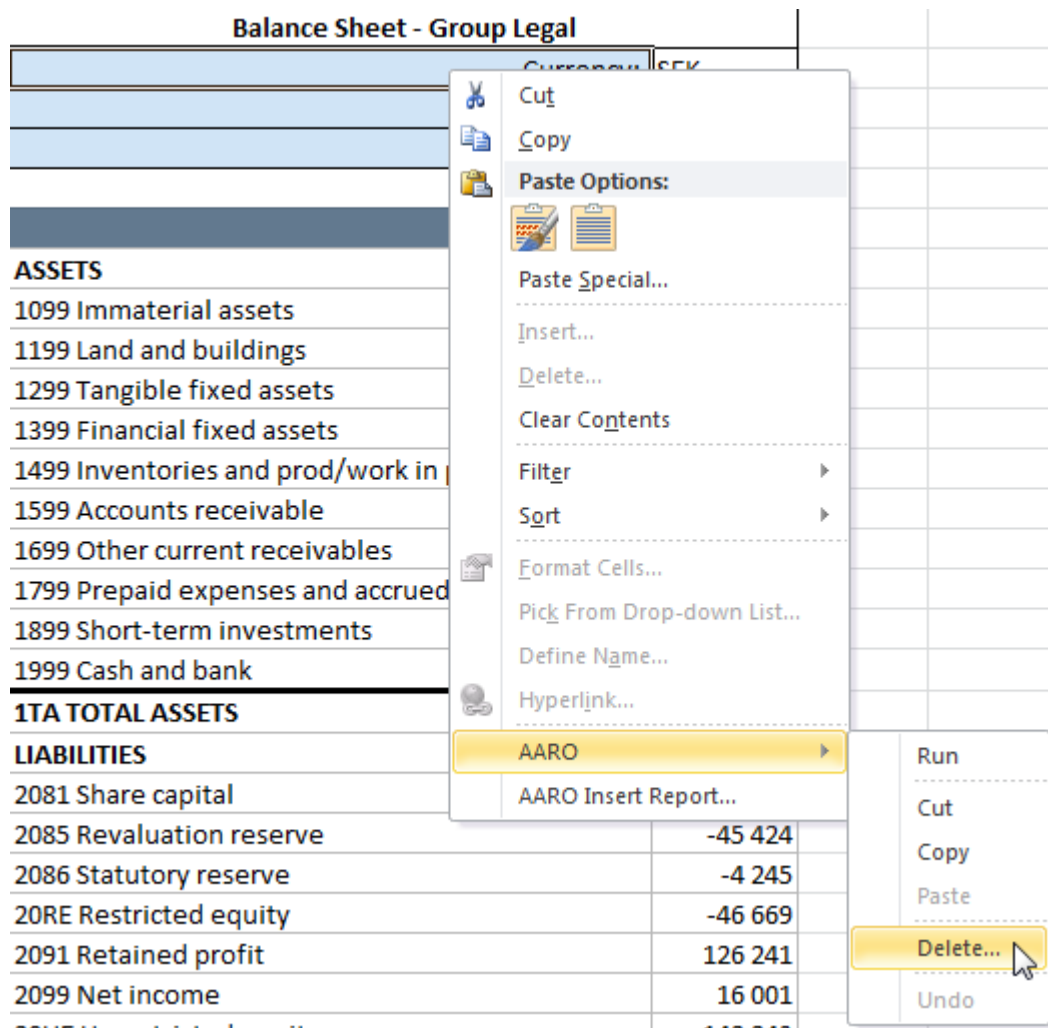 Balance Sheet - Group Legal
Currency: SEK
ASSETS
1099 Immaterial assets
1199 Land and buildings
1299 Tangible fixed assets
1399 Financial fixed assets
1499 Inventories and prod/work in
1599 Accounts receivable
1699 Other current receivables
1799 Prepaid expenses and accrued
1899 Short-term investments
1999 Cash and bank
1TA TOTAL ASSETS
LIABILITIES
2081 Share capital
2085 Revaluation reserve -45 424
2086 Statutory reserve -4 245
20RE Restricted equity -46 669
2091 Retained profit 126 241
2099 Net income 16 001
Cut
Copy
Paste Options:
Paste Special...
Insert...
Delete...
Clear Contents
Filter
Sort
Format Cells...
Pick From Drop-down List...
Define Name...
Hyperlink...
AARO
AARO Insert Report...
Run
Cut
Copy
Paste
Delete...
Undo